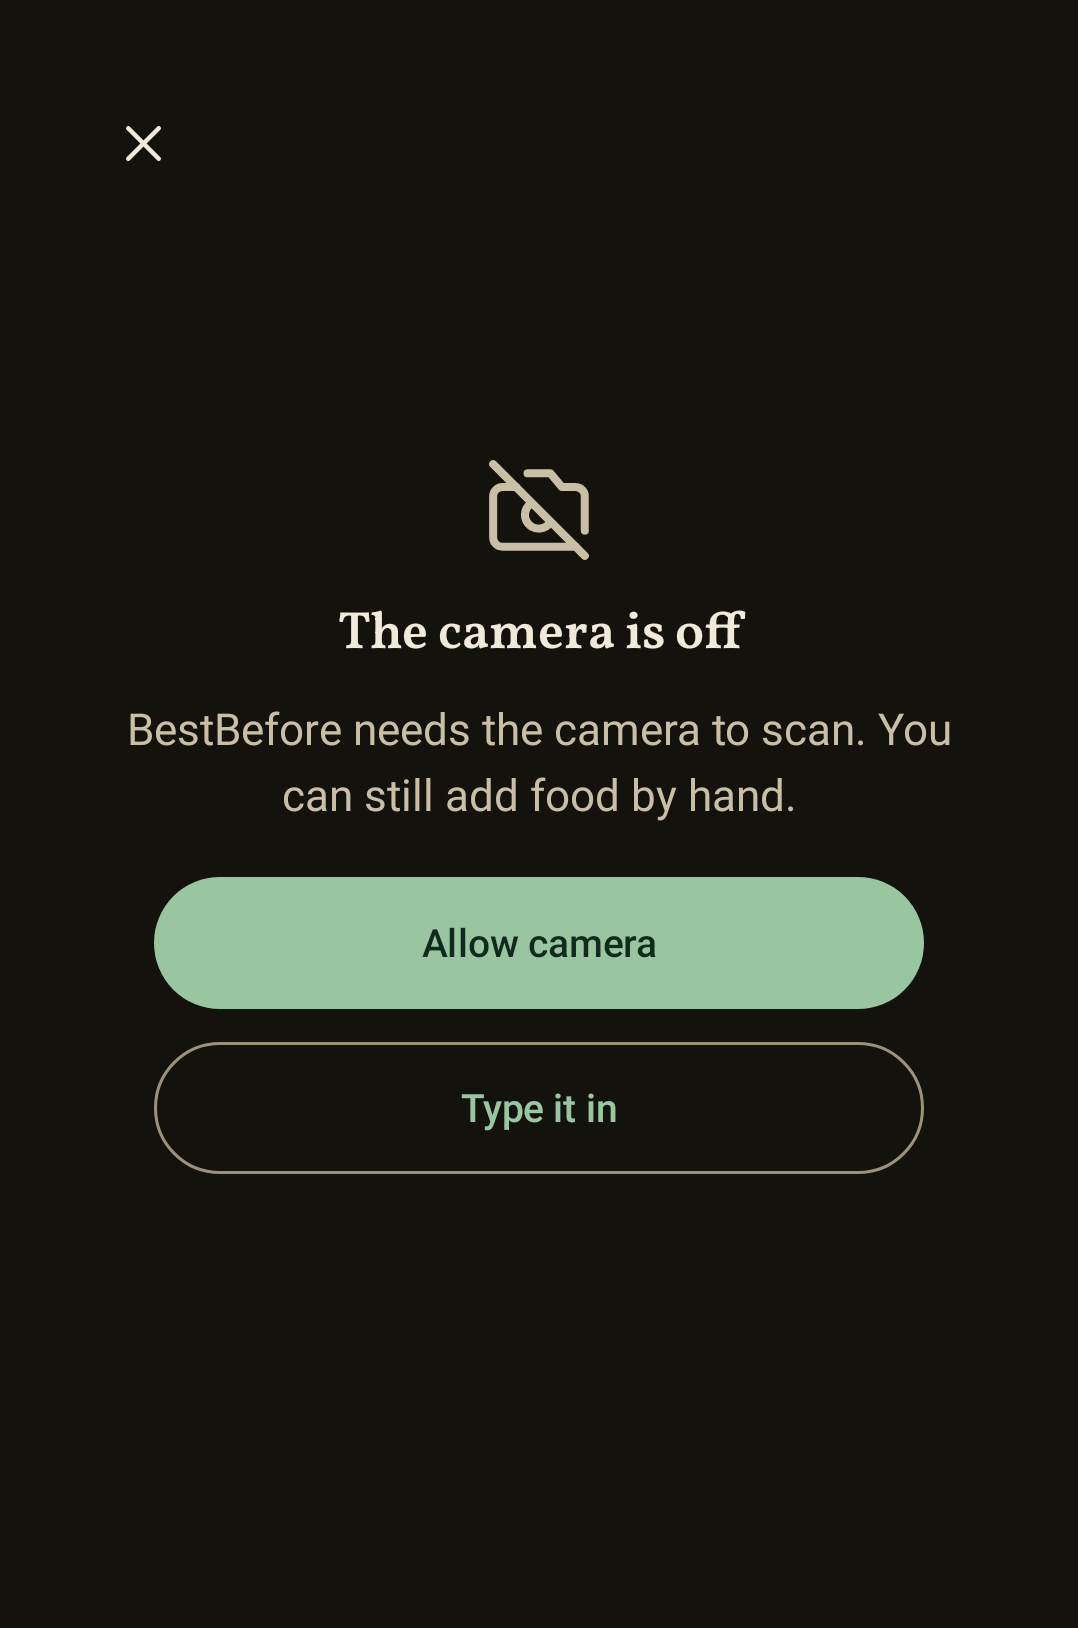 The camera is off
BestBefore needs the camera to scan. You
can still add food by hand.
Allow camera
Type it in